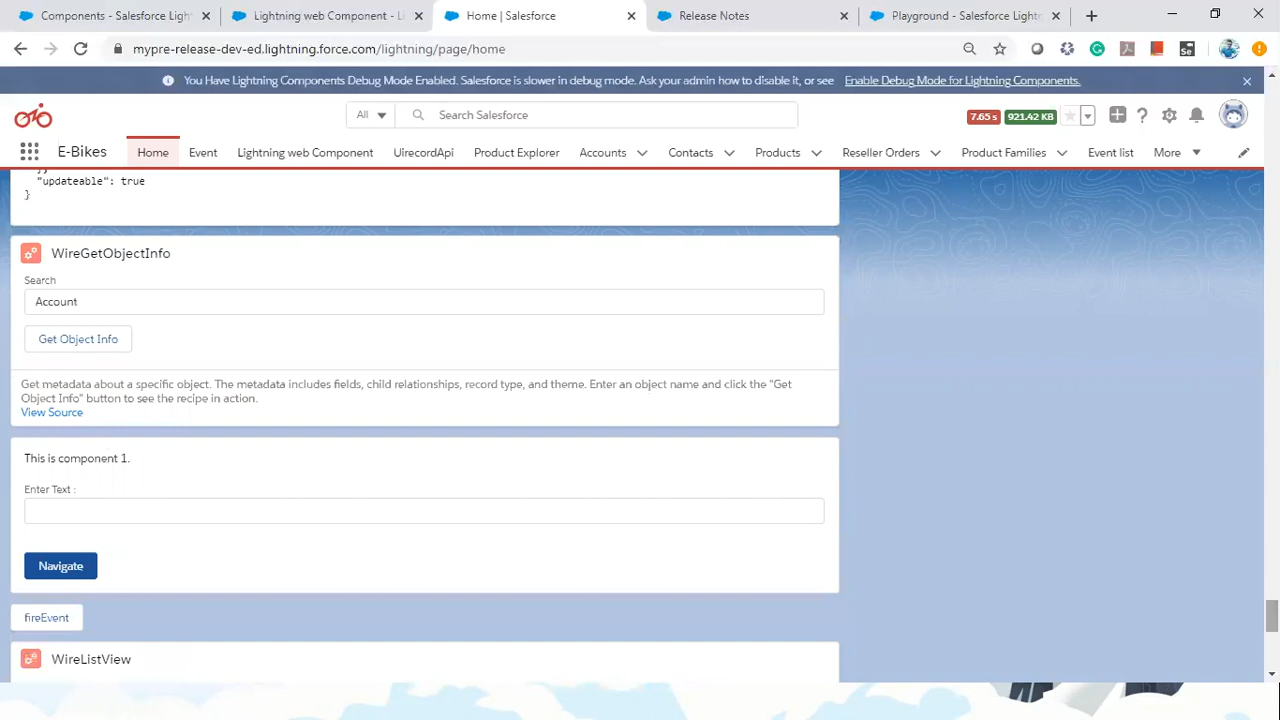 Components - Salesforce Ligh
Lightning web Component - Li
Home | Salesforce
Release Notes
Playground - Salesforce Lighte
mypre-release-dev-ed.lightning.force.com/lightning/page/home
You Have Lightning Components Debug Mode Enabled. Salesforce is slower in debug mode. Ask your admin how to disable it, or see Enable Debug Mode for Lightning Components.
All Search Salesforce
7.65 s 921.42 KB
E-Bikes Home Event Lightning web Component UirecordApi Product Explorer Accounts Contacts Products Reseller Orders Product Families Event list More
"updateable": true
}
WireGetObjectInfo
Search
Account
Get Object Info
Get metadata about a specific object. The metadata includes fields, child relationships, record type, and theme. Enter an object name and click the "Get
Object Info" button to see the recipe in action.
View Source
This is component 1.
Enter Text :
Navigate
fireEvent
WireListView